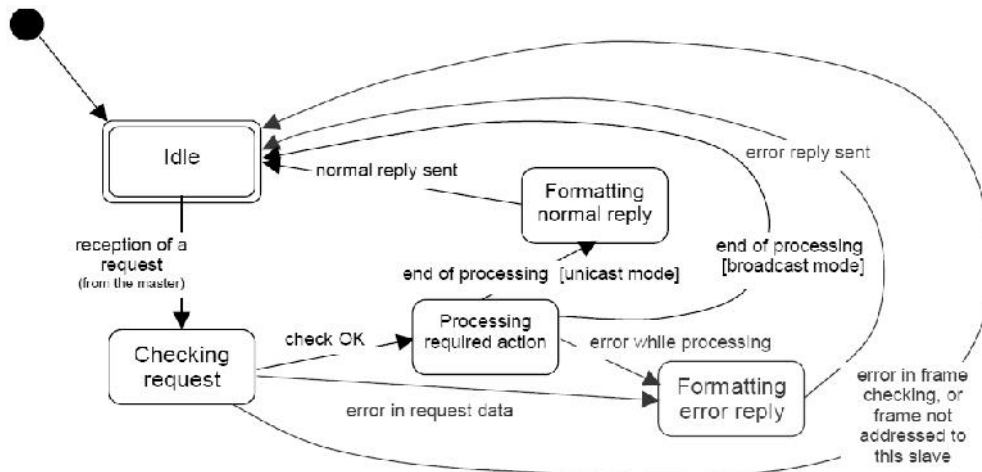 Idle
error reply sent
normal reply sent
Formatting
normal reply
reception of a
request
(from the master)
end of processing
[broadcast mode]
end of processing [unicast mode]
Processing
required action
check OK
Checking
request
error while processing
Formatting
error reply
error in request data
error in frame
checking, or
frame not
addressed to
this slave